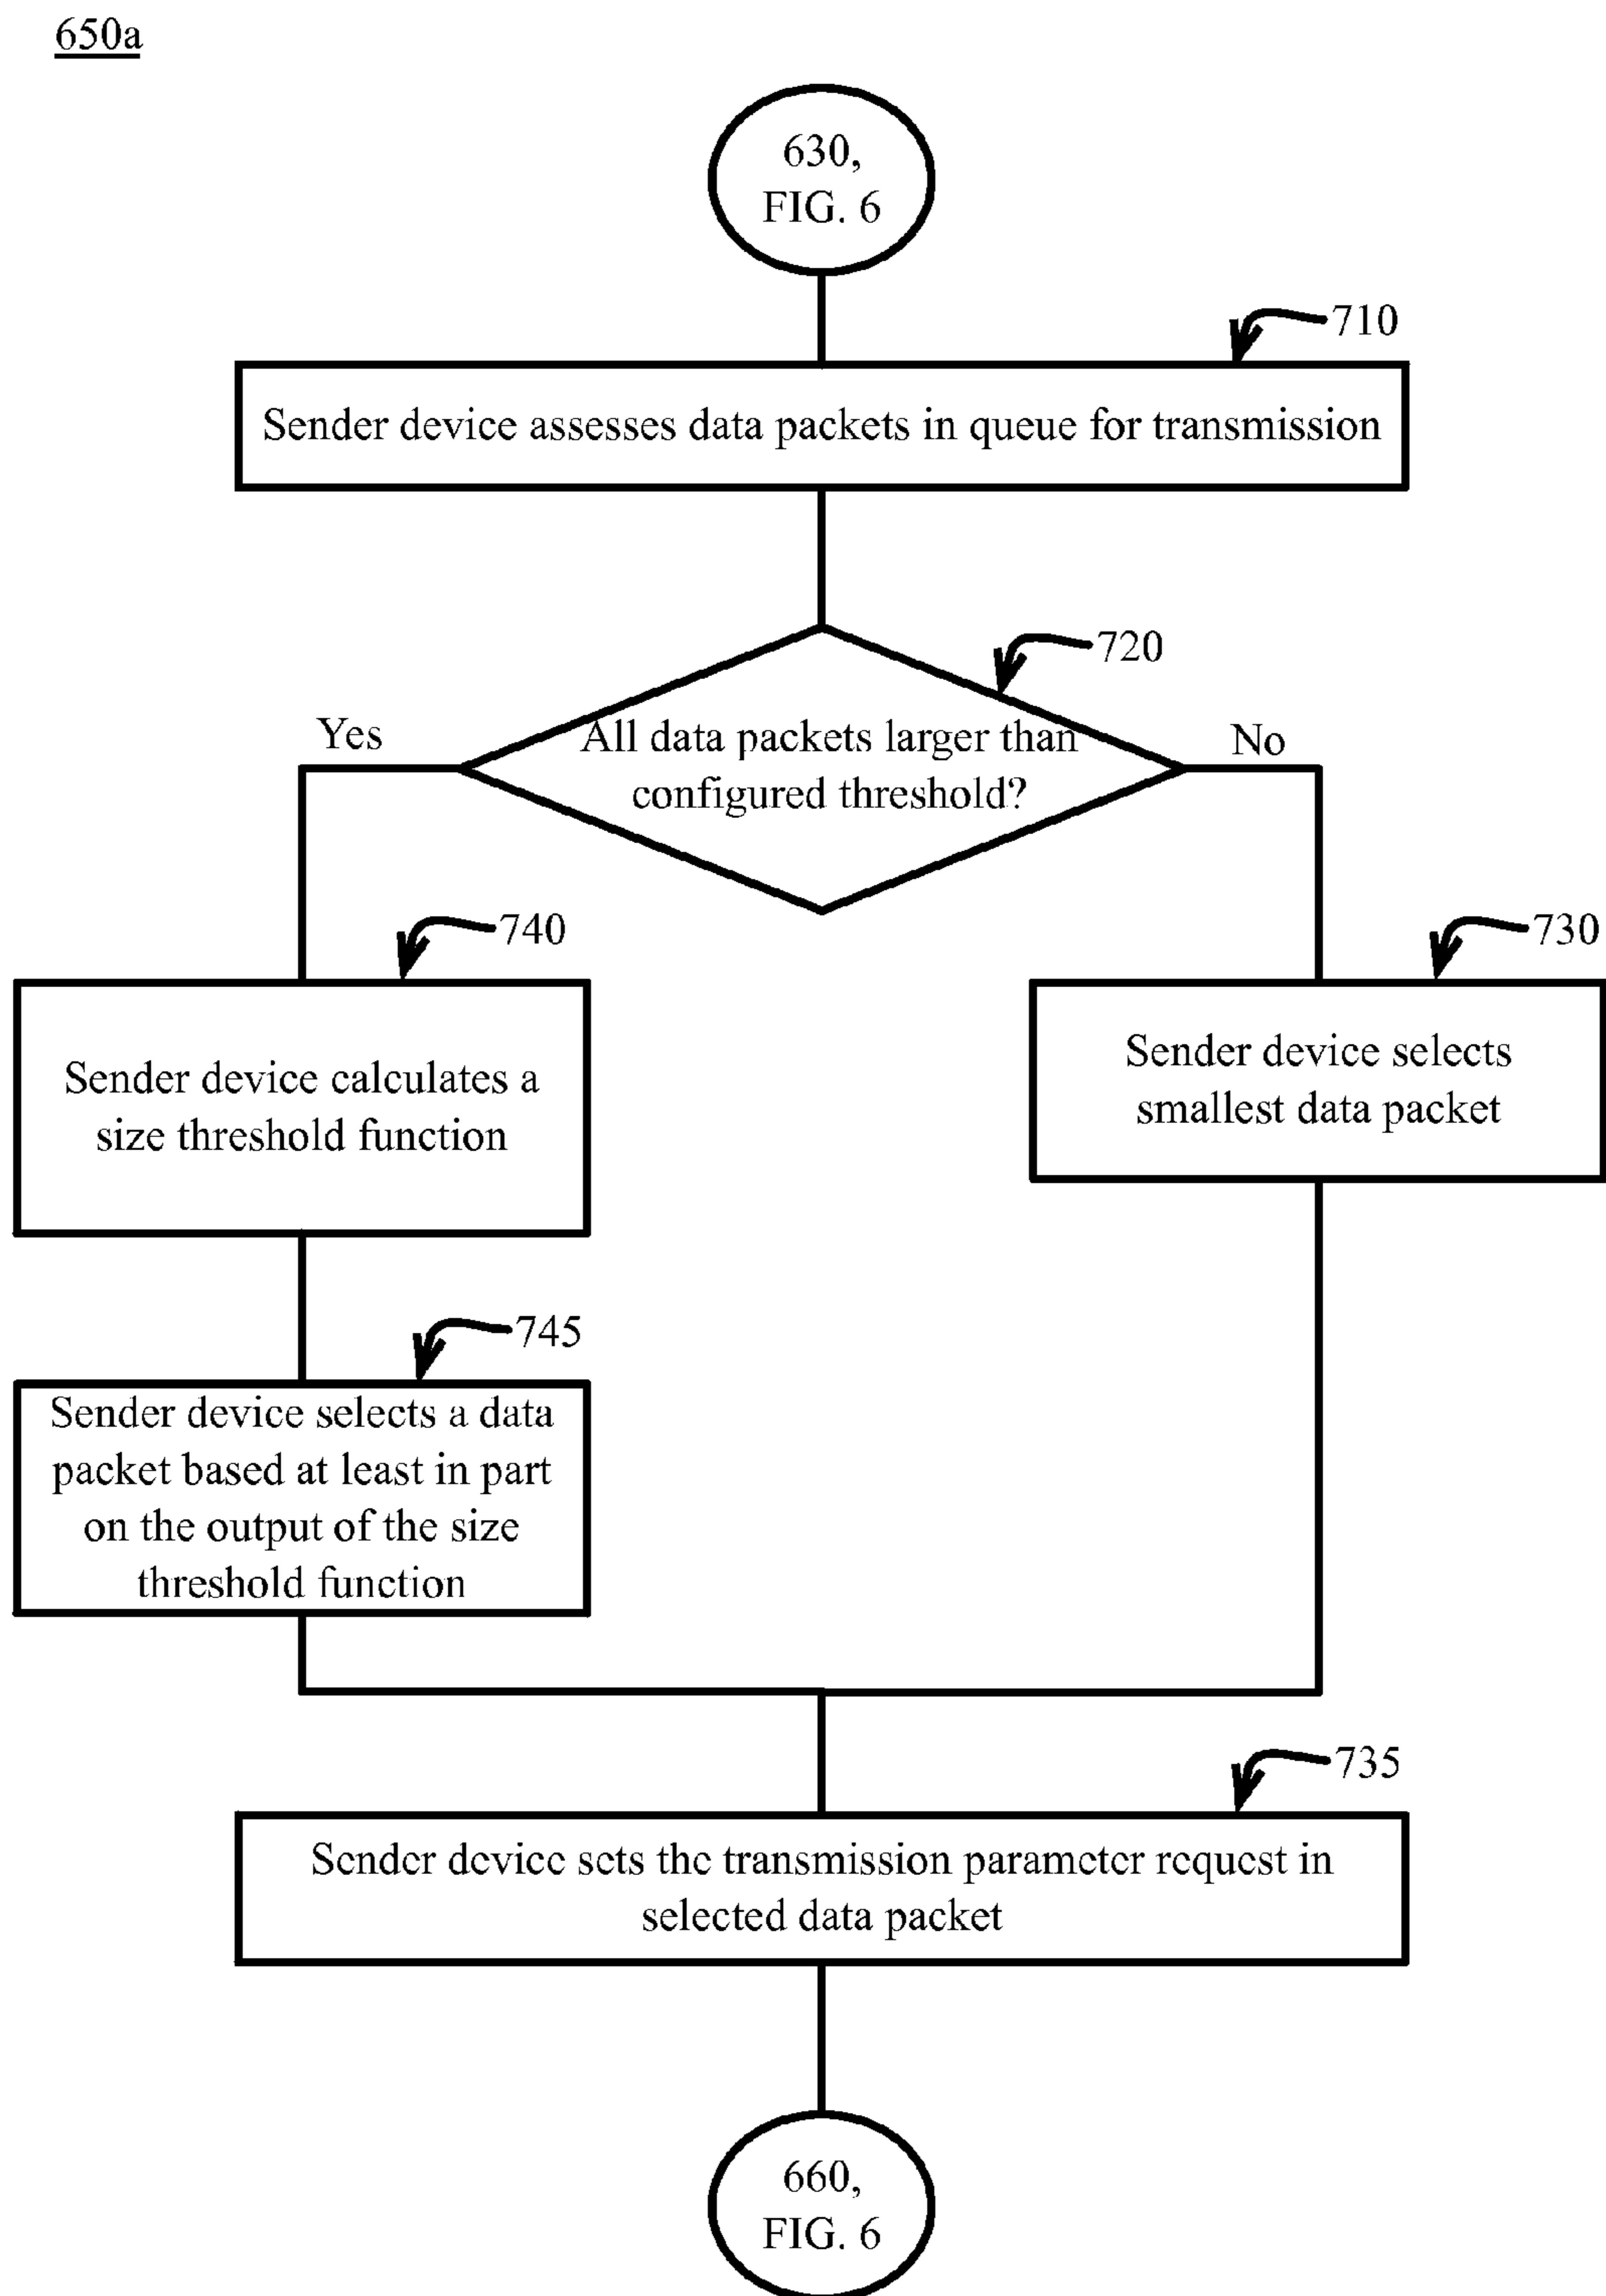 650a
630,
FIG. 6
710
Sender device assesses data packets in queue for transmission
720
Yes
All data packets larger than
configured threshold?
No
740
730
Sender device calculates a
size threshold function
Sender device selects
smallest data packet
745
Sender device selects a data
packet based at least in part
on the output of the size
threshold function
735
Sender device sets the transmission parameter request in
selected data packet
660,
FIG. 6